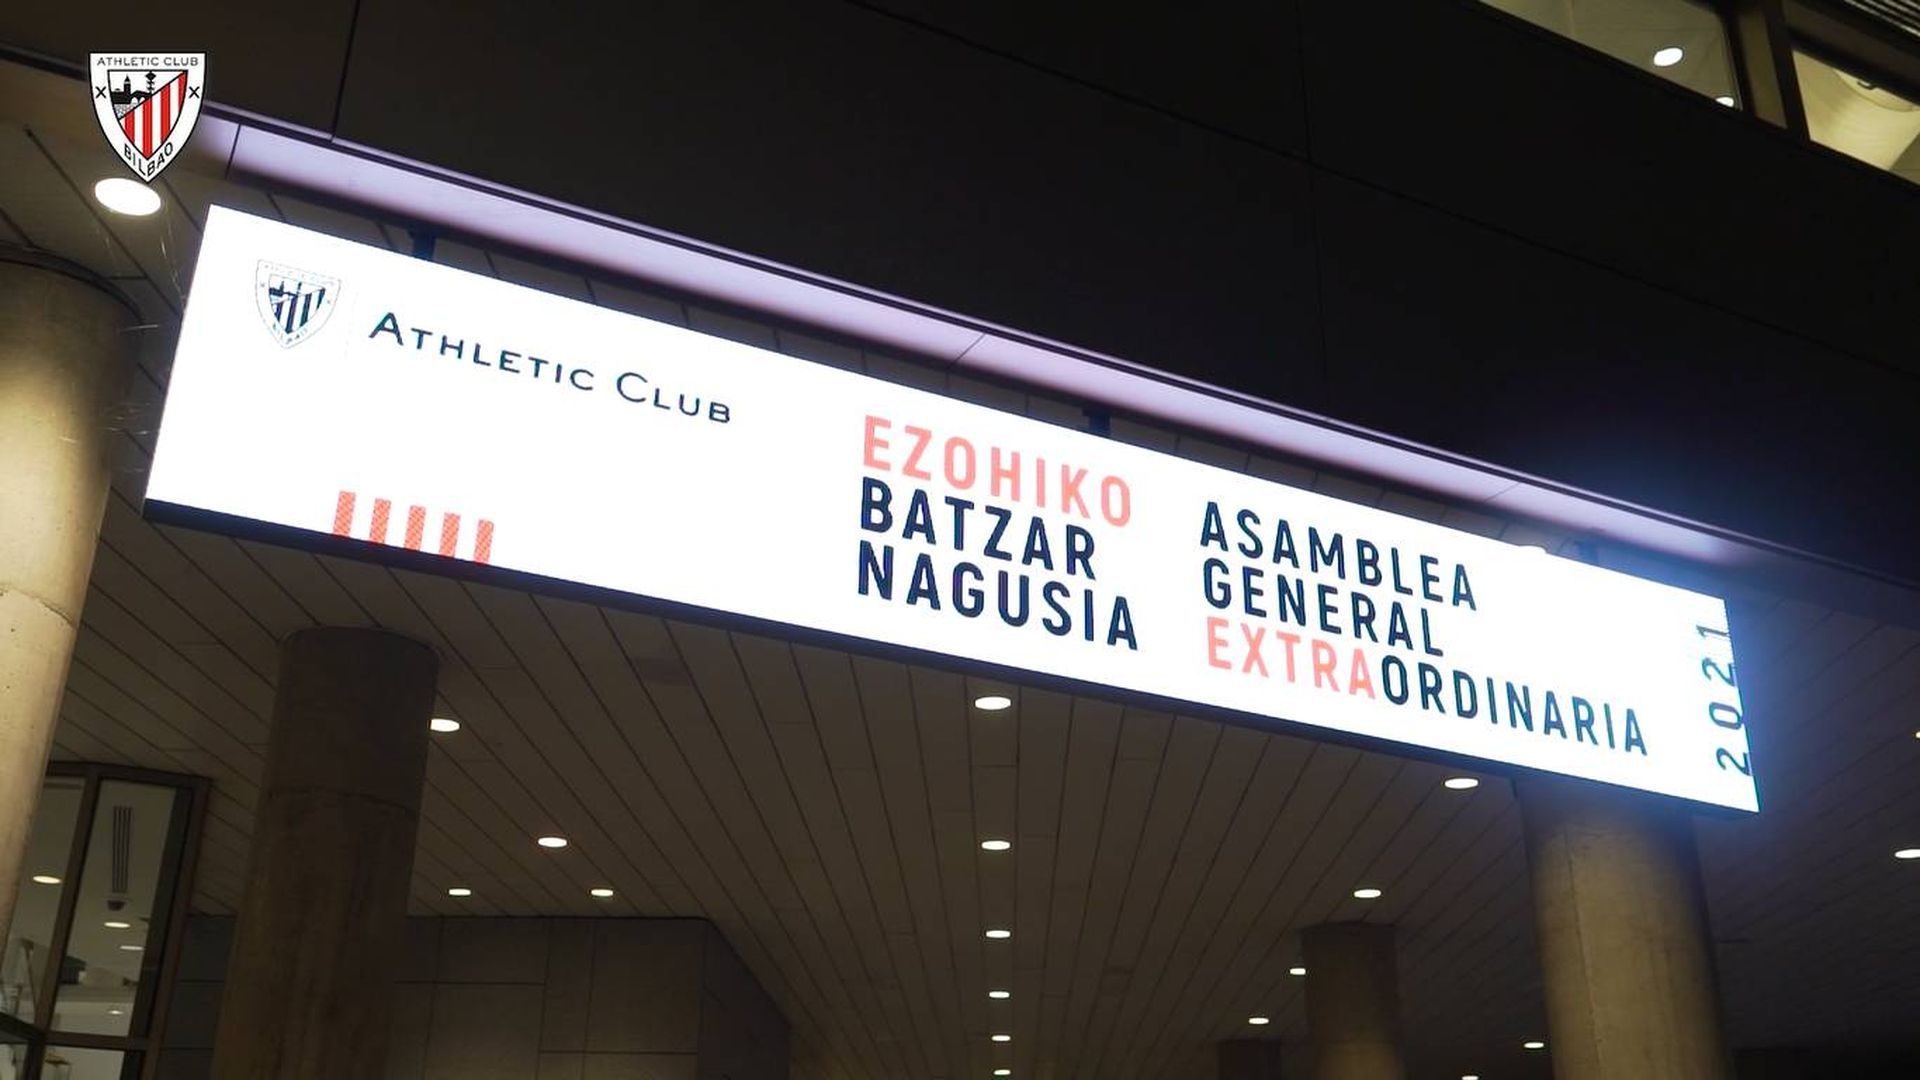 ATHLETIC CLUB
BILBAO
ATHLETIC CLUB
EZOHIKO
BATZAR
NAGUSIA
ASAMBLEA
GENERAL
EXTRAORDINARIA
2021